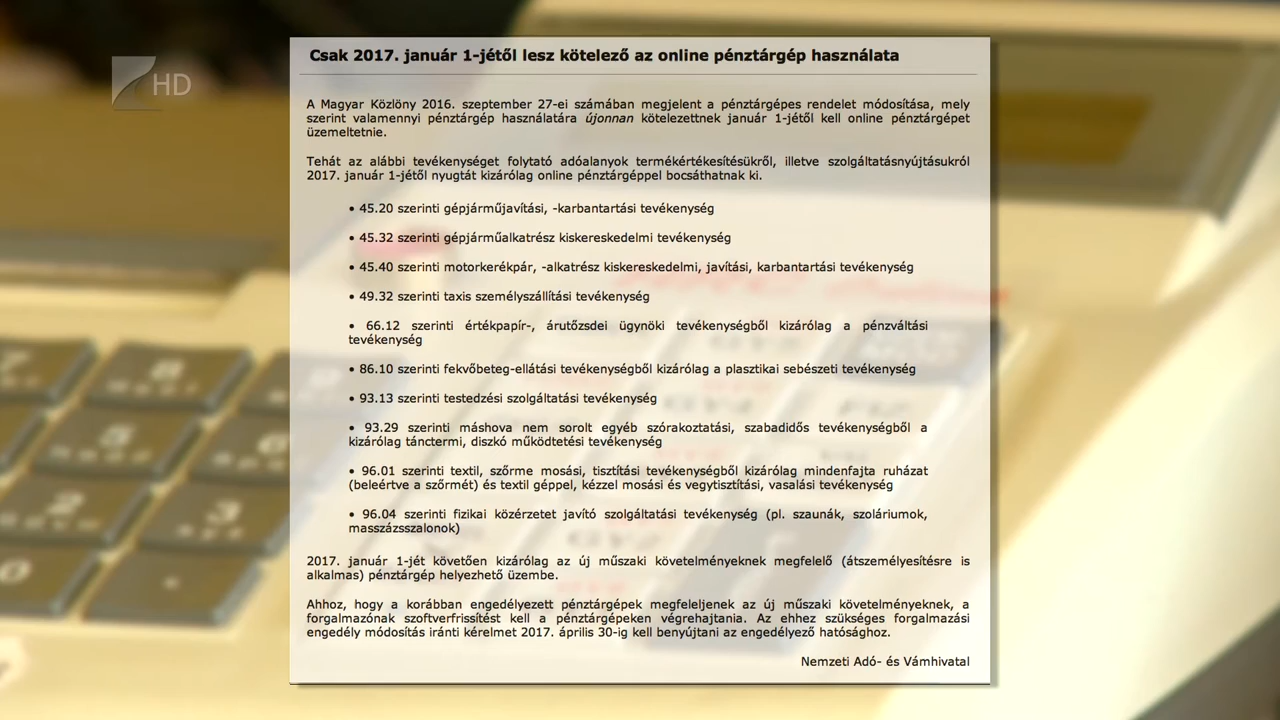 HD
Csak 2017. január 1-jétől lesz kötelező az online pénztárgép használata
A Magyar Közlöny 2016. szeptember 27-ei számában megjelent a pénztárgépes rendelet módosítása, mely
szerint valamennyi pénztárgép használatára újonnan kötelezettnek január 1-jétől kell online pénztárgépet
üzemeltetnie.
Tehát az alábbi tevékenységet folytató adóalanyok termékértékesítésükről, illetve szolgáltatásnyújtásukról
2017. január 1-jétől nyugtát kizárólag online pénztárgéppel bocsáthatnak ki.
• 45.20 szerinti gépjárműjavítási, -karbantartási tevékenység
• 45.32 szerinti gépjárműalkatrész kiskereskedelmi tevékenység
• 45.40 szerinti motorkerékpár, -alkatrész kiskereskedelmi, javítási, karbantartási tevékenység
• 49.32 szerinti taxis személyszállítási tevékenység
• 66.12 szerinti értékpapír-, árutőzsdei ügynöki tevékenységből kizárólag a pénzváltási
tevékenység
• 86.10 szerinti fekvőbeteg-ellátási tevékenységből kizárólag a plasztikai sebészeti tevékenység
• 93.13 szerinti testedzési szolgáltatási tevékenység
• 93.29 szerinti máshova nem sorolt egyéb szórakoztatási, szabadidős tevékenységből a
kizárólag tánctermi, diszkó működtetési tevékenység
• 96.01 szerinti textil, szőrme mosási, tisztítási tevékenységből kizárólag mindenfajta ruházat
(beleértve a szőrmét) és textil géppel, kézzel mosási és vegytisztítási, vasalási tevékenység
• 96.04 szerinti fizikai közérzetet javító szolgáltatási tevékenység (pl. szaunák, szoláriumok,
masszázsszalonok)
2017. január 1-jét követően kizárólag az új műszaki követelményeknek megfelelő (átszemélyesítésre is
alkalmas) pénztárgép helyezhető üzembe.
Ahhoz, hogy a korábban engedélyezett pénztárgépek megfeleljenek az új műszaki követelményeknek, a
forgalmazónak szoftverfrissítést kell a pénztárgépeken végrehajtania. Az ehhez szükséges forgalmazási
engedély módosítás iránti kérelmet 2017. április 30-ig kell benyújtani az engedélyező hatósághoz.
Nemzeti Adó- és Vámhivatal
7
8
5
6
2
3
0
.